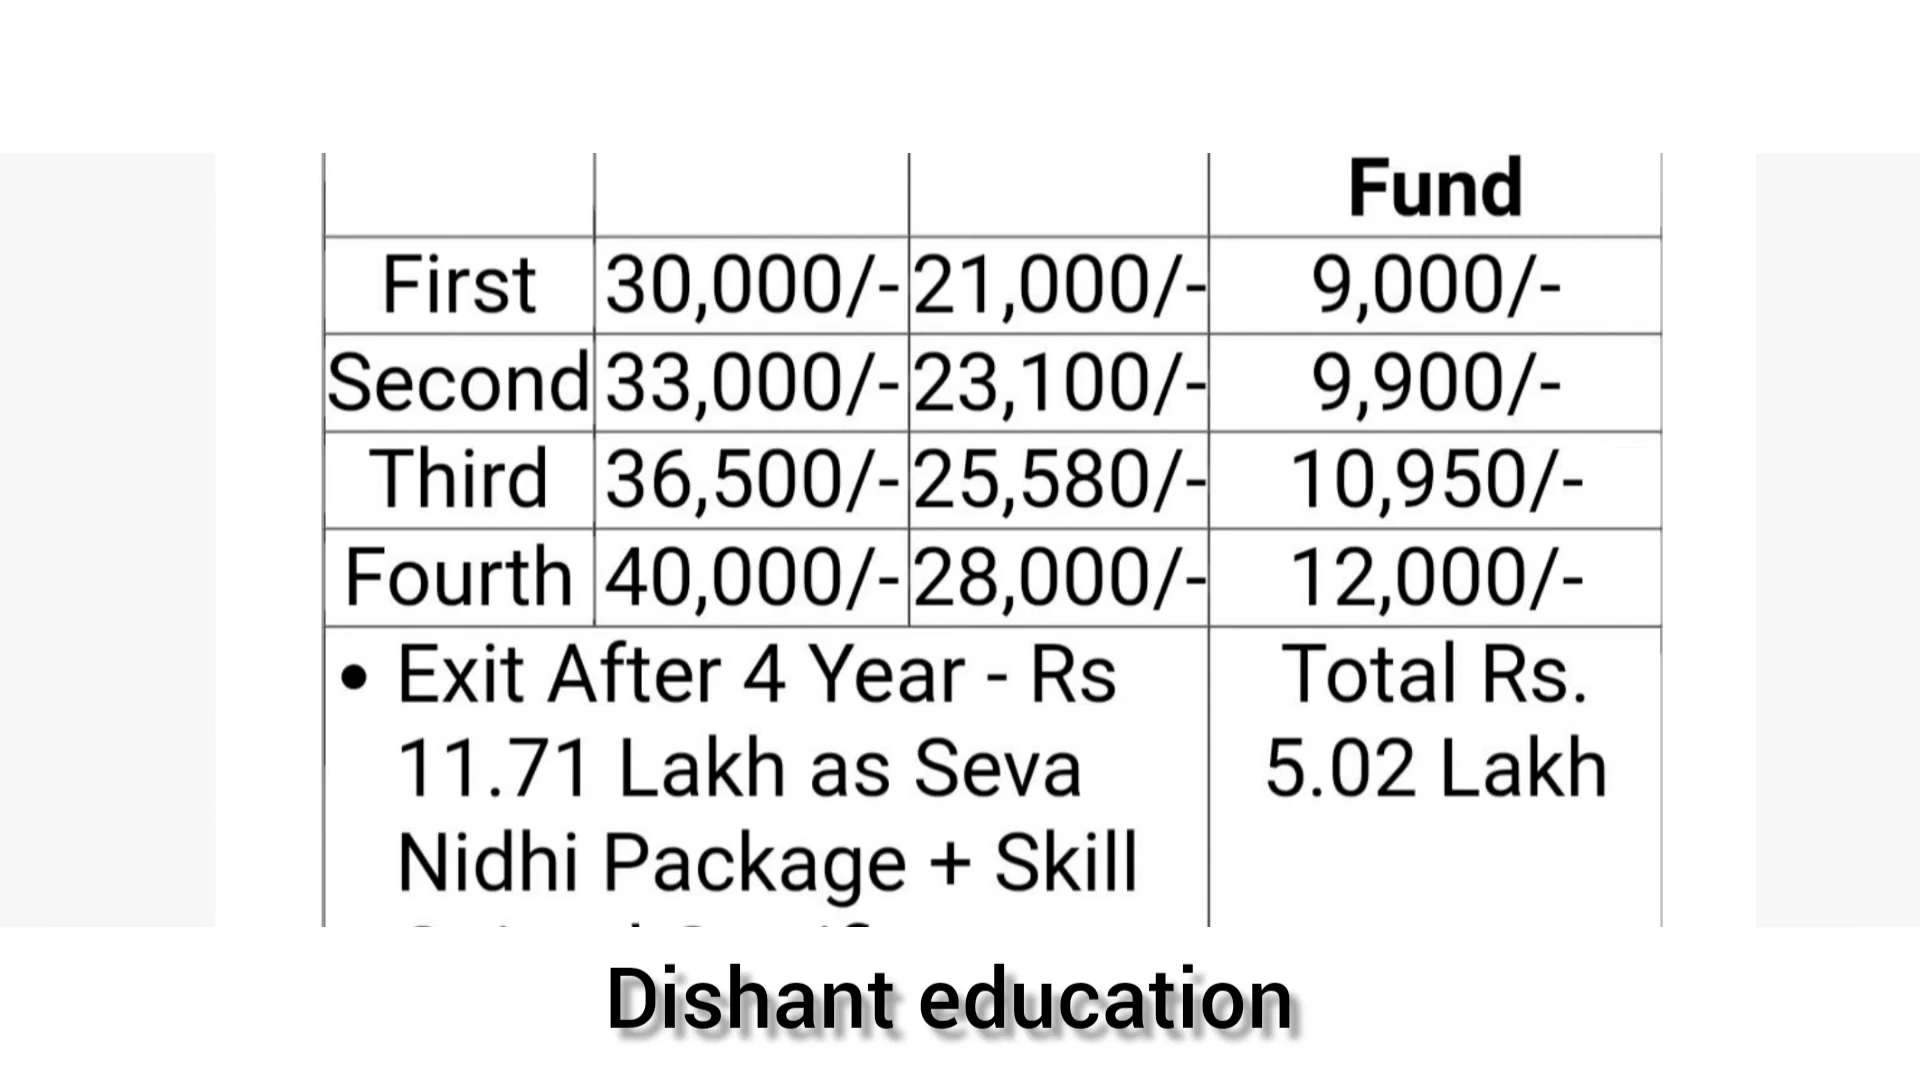 Fund
First 30,000/- 21,000/- 9,000/-
Second 33,000/- 23,100/- 9,900/-
Third 36,500/- 25,580/- 10,950/-
Fourth 40,000/- 28,000/- 12,000/-
• Exit After 4 Year - Rs
11.71 Lakh as Seva
Nidhi Package + Skill
Total Rs.
5.02 Lakh
Dishant education